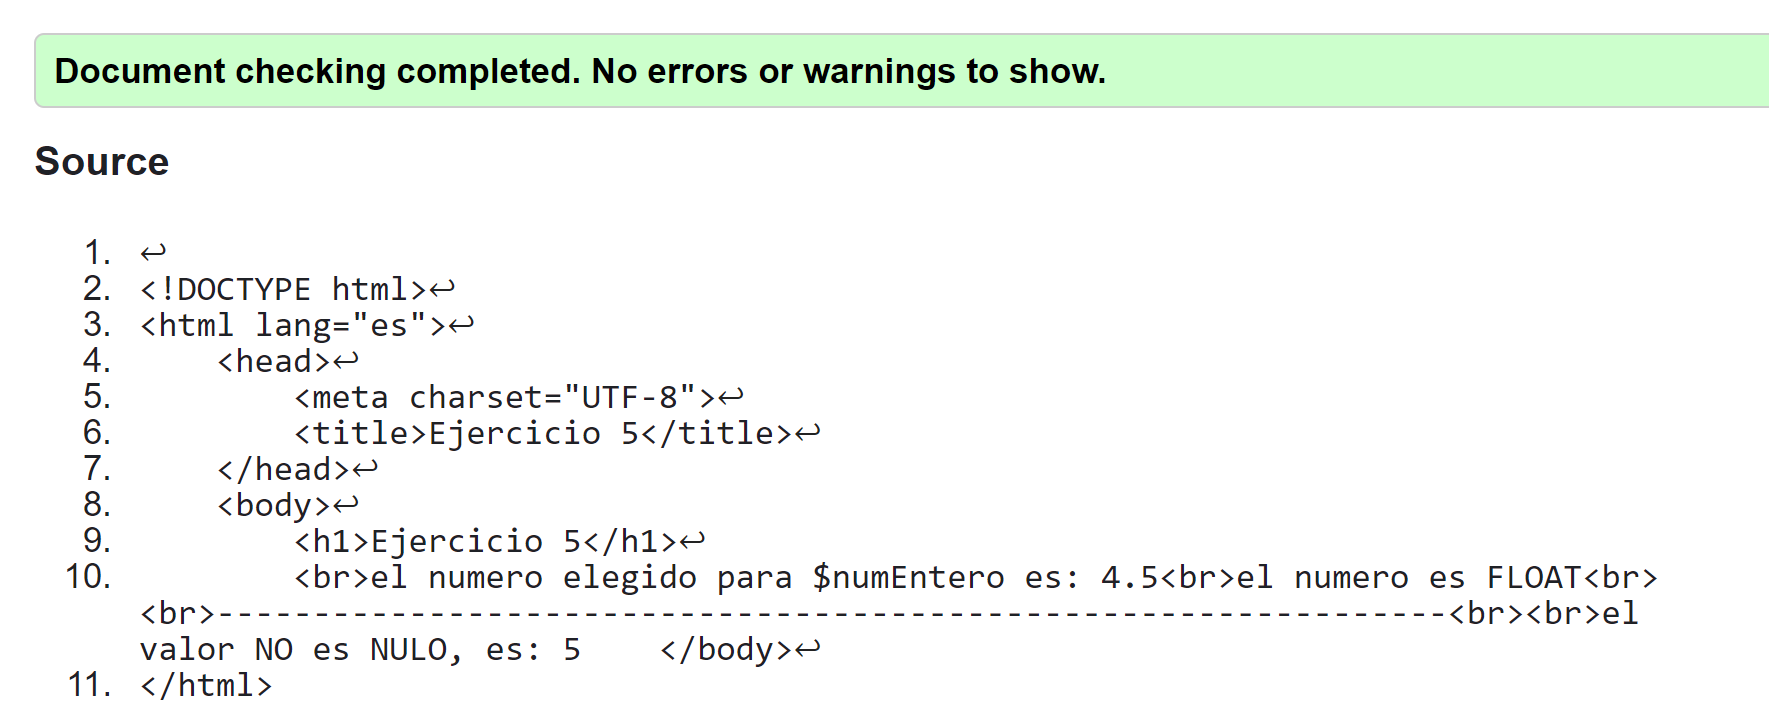 Document checking completed. No errors or warnings to show.
Source
1. ↩
2. <!DOCTYPE html>↩
3. <html lang="es">↩
4.     <head>↩
5.         <meta charset="UTF-8">↩
6.         <title>Ejercicio 5</title>↩
7.     </head>↩
8.     <body>↩
9.         <h1>Ejercicio 5</h1>↩
10.         <br>el numero elegido para $numEntero es: 4.5<br>el numero es FLOAT<br>
<br>----------------------------------------------------------------<br><br>el
valor NO es NULO, es: 5    </body>↩
11. </html>